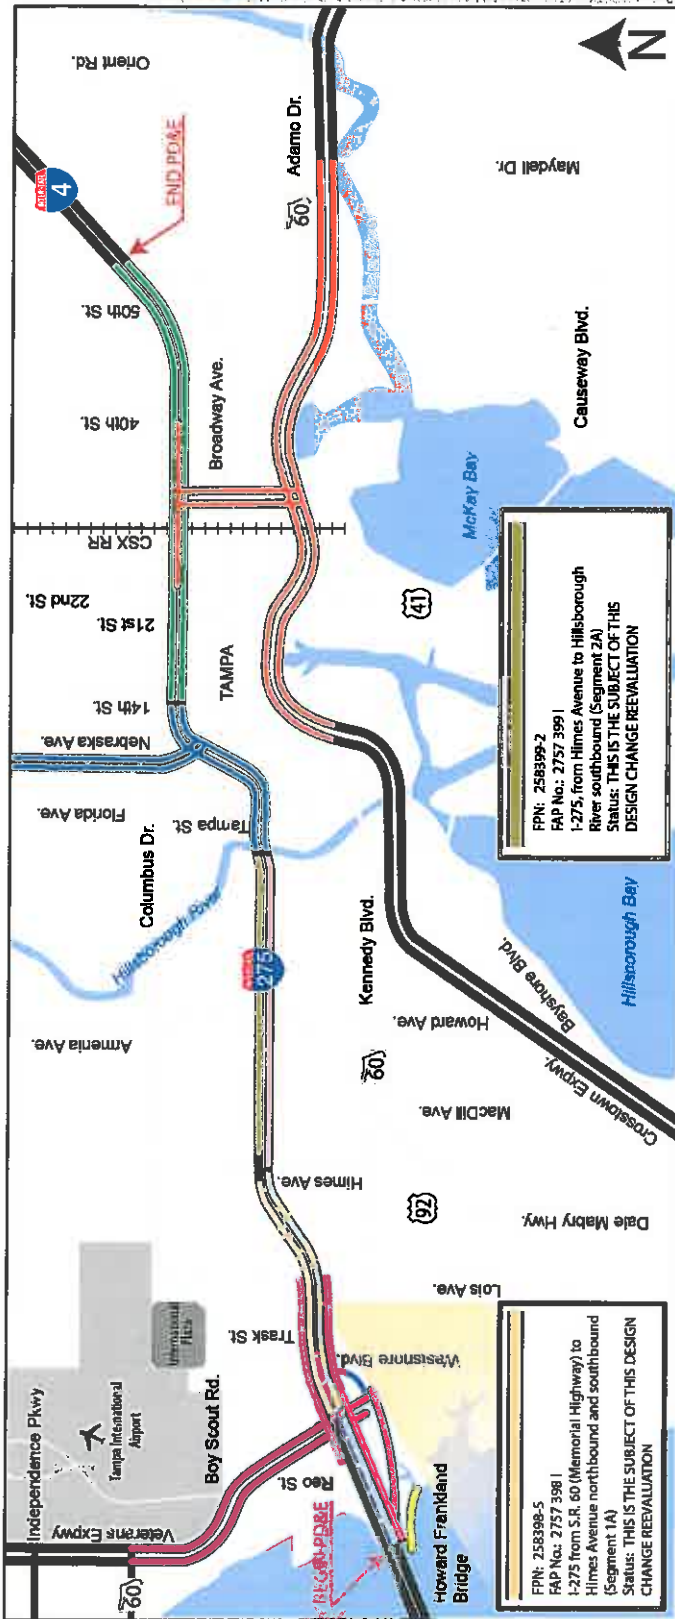 Orient Rd.
4
END PD&E
50th St.
40th St.
Broadway Ave.
CSX RR
22nd St.
21st St.
14th St.
Nebraska Ave.
Florida Ave.
Tampa St.
Columbus Dr.
TAMPA
Hillsborough River
Armenia Ave.
275
Himes Ave.
Adamo Dr.
60
Maydell Dr.
Causeway Blvd.
McKay Bay
41
Kennedy Blvd.
Howard Ave.
60
MacDill Ave.
Bayshore Blvd.
Hillsborough Bay
Crosstown Expwy.
92
Dale Mabry Hwy.
Lois Ave.
Trask St.
Westshore Blvd.
International
Plaza
Tampa International
Airport
Independence Pkwy
Boy Scout Rd.
Veterans Expwy
60
Reo St.
BEGIN PD&E
Howard Frankland
Bridge
N
FPN: 258399-2
FAP No.: 2757 399 I
I-275, from Himes Avenue to Hillsborough
River southbound (Segment 2A)
Status: THIS IS THE SUBJECT OF THIS
DESIGN CHANGE REEVALUATION
FPN: 258398-5
FAP No.: 2757 398 I
I-275 from S.R. 60 (Memorial Highway) to
Himes Avenue northbound and southbound
(Segment 1A)
Status: THIS IS THE SUBJECT OF THIS DESIGN
CHANGE REEVALUATION